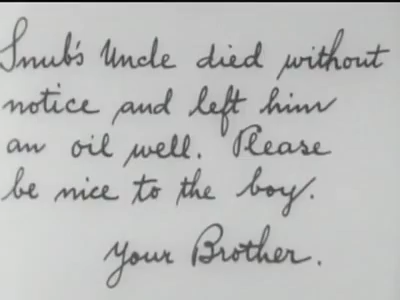 Snub's Uncle died without
notice and left him
an oil well. Please
be nice to the boy.
Your Brother.